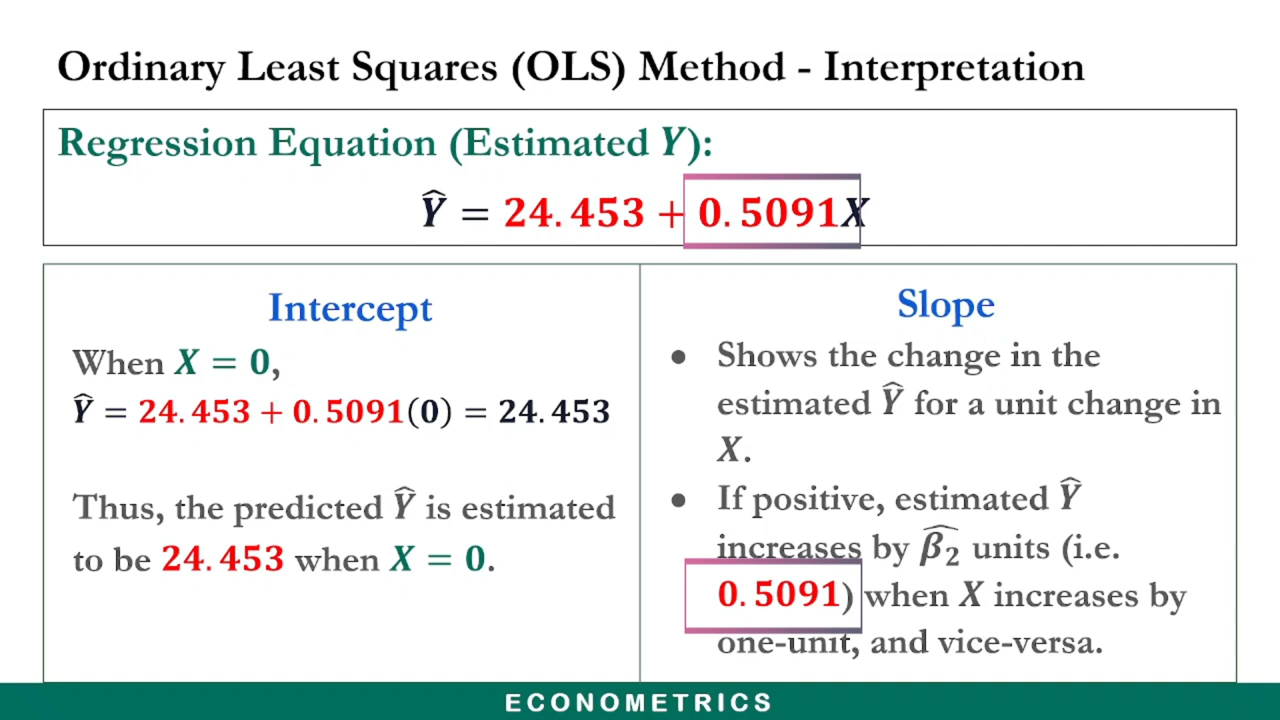 Ordinary Least Squares (OLS) Method - Interpretation
Regression Equation (Estimated Y):
Ŷ = 24.453 + 0.5091X
Intercept
When X = 0,
Ŷ = 24.453 + 0.5091(0) = 24.453
Thus, the predicted Ŷ is estimated
to be 24.453 when X = 0.
Slope
● Shows the change in the
estimated Ŷ for a unit change in
X.
● If positive, estimated Ŷ
increases by β̂₂ units (i.e.
0.5091) when X increases by
one-unit, and vice-versa.
ECONOMETRICS